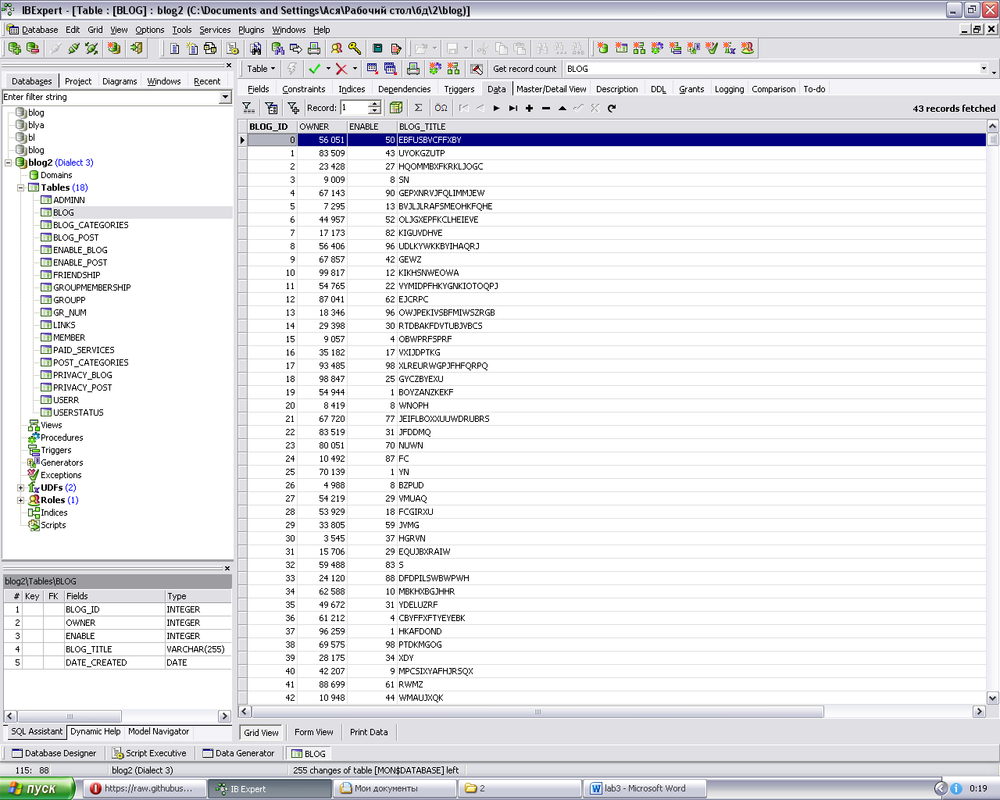 IBExpert - [Table : [BLOG] : blog2 (C:\Documents and Settings\Ася\Рабочий стол\бд\2\blog)]
Database Edit Grid View Options Tools Services Plugins Windows Help
Databases Project Diagrams Windows Recent
Enter filter string
blog
blya
bl
blog
blog2 (Dialect 3)
Domains
Tables (18)
ADMINN
BLOG
BLOG_CATEGORIES
BLOG_POST
ENABLE_BLOG
ENABLE_POST
FRIENDSHIP
GROUPMEMBERSHIP
GROUPP
GR_NUM
LINKS
MEMBER
PAID_SERVICES
POST_CATEGORIES
PRIVACY_BLOG
PRIVACY_POST
USERR
USERSTATUS
Views
Procedures
Triggers
Generators
Exceptions
UDFs (2)
Roles (1)
Indices
Scripts
blog2\Tables\BLOG
# Key FK Fields Type
1 BLOG_ID INTEGER
2 OWNER INTEGER
3 ENABLE INTEGER
4 BLOG_TITLE VARCHAR(255)
5 DATE_CREATED DATE
SQL Assistant Dynamic Help Model Navigator
Table Get record count BLOG
Fields Constraints Indices Dependencies Triggers Data Master/Detail View Description DDL Grants Logging Comparison To-do
Record: 1 43 records fetched
BLOG_ID OWNER ENABLE BLOG_TITLE
0 56 051 50 EBFUSBVCFFXBY
1 83 509 43 UYOKGZUTP
2 23 428 27 HQOMMBXFKRKLJOGC
3 9 009 8 SN
4 67 143 90 GEPXNRVJFQLIMMJEW
5 7 295 13 BVJLJLRAFSMEOHKFQHE
6 44 957 52 OLJGXEPFKCLHEIEVE
7 17 173 82 KIGUVDHVE
8 56 406 96 UDLKYWKKBYIHAQRJ
9 67 857 42 GEWZ
10 99 817 12 KIKHSNWEOWA
11 54 765 22 VYMIDPFHKYGNKIOTOQPJ
12 87 041 62 EJCRPC
13 18 346 96 OWJPEKIVSBFMIWSZRGB
14 29 398 30 RTDBAKFDVTUBJVBCS
15 9 057 4 OBWPRFSPRF
16 35 182 17 VXIJDPTKG
17 93 485 98 XLREURWGPJFHFQRPQ
18 98 847 25 GYCZBYEXU
19 54 944 1 BOYZANZKEKF
20 8 419 8 WNOPH
21 67 720 77 JEIFLBOXXUUWDRUBRS
22 83 519 31 JFDDMQ
23 80 051 70 NUWN
24 10 492 87 FC
25 70 139 1 YN
26 4 988 8 BZPUD
27 54 219 29 VMUAQ
28 53 929 18 FCGIRXU
29 33 805 59 JVMG
30 3 545 37 HGRVN
31 15 706 29 EQUJBXRAIW
32 59 488 83 S
33 24 120 88 DFDPILSWBWPWH
34 62 588 10 MBKHXBGJHHR
35 49 672 31 YDELUZRF
36 61 212 4 CBYFFXFTYEYEBK
37 96 259 1 HKAFDOND
38 69 575 98 PTDKMGOG
39 28 175 34 XDY
40 42 207 9 MPCSIXYAFHJRSQX
41 88 699 61 RWMZ
42 10 948 44 WMAUJXQK
Grid View Form View Print Data
Database Designer Script Executive Data Generator BLOG
115: 88 blog2 (Dialect 3) 255 changes of table [MON$DATABASE] left
пуск https://raw.githubus... IB Expert Мои документы 2 lab3 - Microsoft Word 0:19